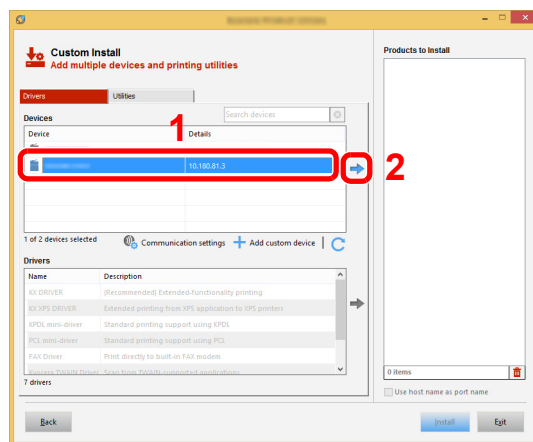 Custom Install
Add multiple devices and printing utilities
Products to Install
Drivers
Utilities
Devices
Search devices
1
Device
Details
10.180.81.3
2
1 of 2 devices selected
Communication settings
Add custom device
Drivers
Name
Description
KX DRIVER
(Recommended) Extended-functionality printing
KX XPS DRIVER
Extended printing from XPS application to XPS printers
KPDL mini-driver
Standard printing support using KPDL
PCL mini-driver
Standard printing support using PCL
FAX Driver
Print directly to built-in FAX modem
Kyocera TWAIN Driver
Scan from TWAIN-supported applications
7 drivers
0 items
Use host name as port name
Back
Install
Exit